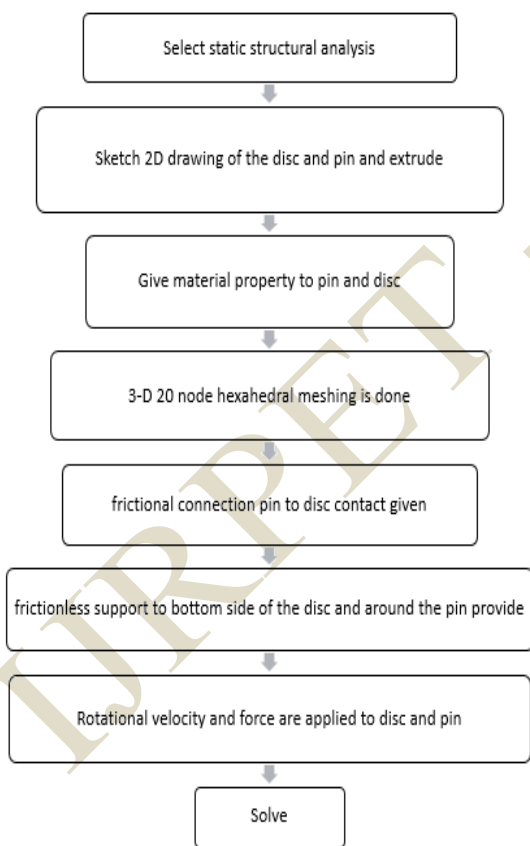 Select static structural analysis
Sketch 2D drawing of the disc and pin and extrude
Give material property to pin and disc
3-D 20 node hexahedral meshing is done
frictional connection pin to disc contact given
frictionless support to bottom side of the disc and around the pin provide
Rotational velocity and force are applied to disc and pin
Solve
IJRPET